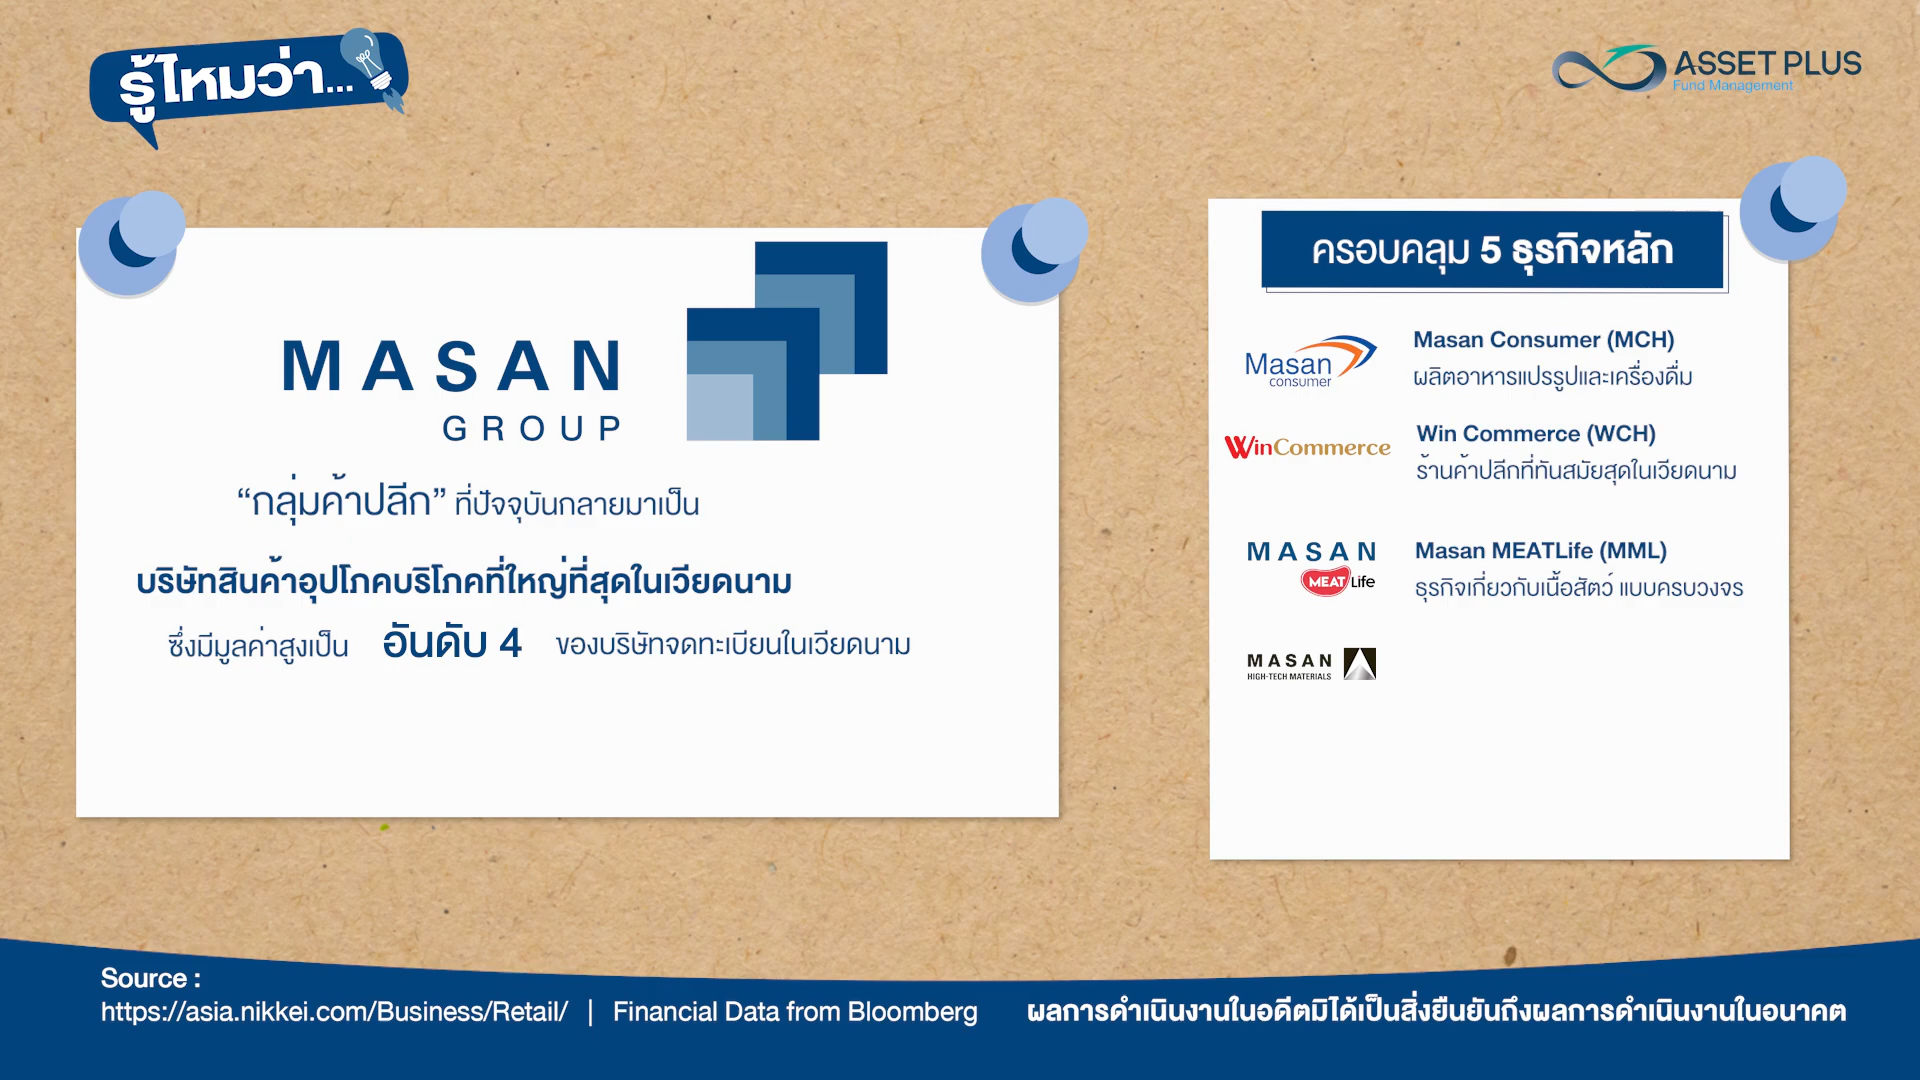 รู้ไหมว่า...
ASSET PLUS
Fund Management
MASAN
GROUP
“กลุ่มค้าปลีก” ที่ปัจจุบันกลายมาเป็น
บริษัทสินค้าอุปโภคบริโภคที่ใหญ่ที่สุดในเวียดนาม
ซึ่งมีมูลค่าสูงเป็น อันดับ 4 ของบริษัทจดทะเบียนในเวียดนาม
ครอบคลุม 5 ธุรกิจหลัก
Masan
consumer
Masan Consumer (MCH)
ผลิตอาหารแปรรูปและเครื่องดื่ม
WinCommerce
Win Commerce (WCH)
ร้านค้าปลีกที่ทันสมัยสุดในเวียดนาม
MASAN
MEAT Life
Masan MEATLife (MML)
ธุรกิจเกี่ยวกับเนื้อสัตว์ แบบครบวงจร
MASAN
HIGH-TECH MATERIALS
Source :
https://asia.nikkei.com/Business/Retail/ | Financial Data from Bloomberg
ผลการดำเนินงานในอดีตมิได้เป็นสิ่งยืนยันถึงผลการดำเนินงานในอนาคต